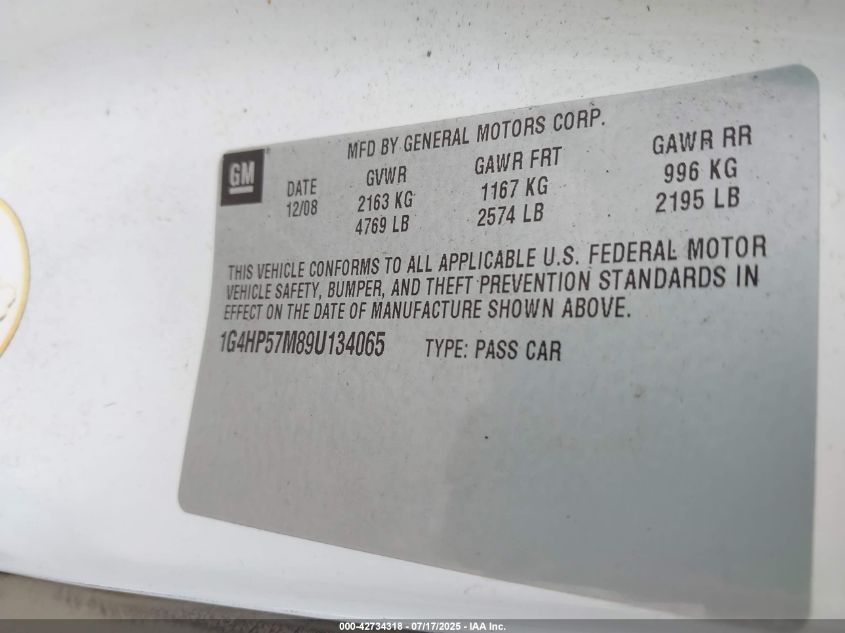 MFD BY GENERAL MOTORS CORP.
GM
DATE GVWR GAWR FRT GAWR RR
12/08 2163 KG 1167 KG 996 KG
4769 LB 2574 LB 2195 LB
THIS VEHICLE CONFORMS TO ALL APPLICABLE U.S. FEDERAL MOTOR
VEHICLE SAFETY, BUMPER, AND THEFT PREVENTION STANDARDS IN
EFFECT ON THE DATE OF MANUFACTURE SHOWN ABOVE.
1G4HP57M89U134065 TYPE: PASS CAR
000-42734318 - 07/17/2025 - IAA Inc.